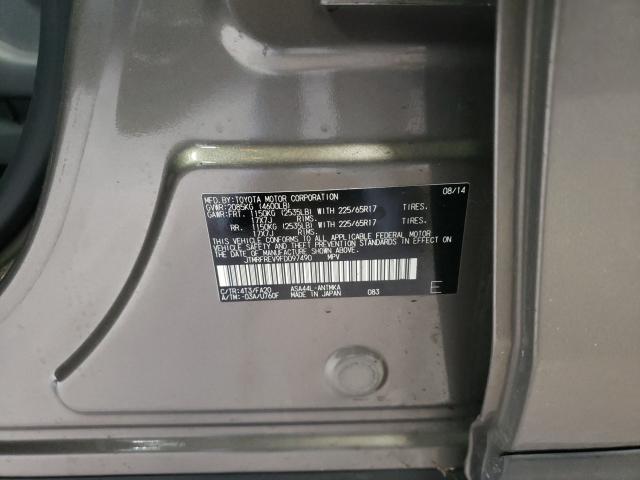 MFD.BY:TOYOTA MOTOR CORPORATION 08/14
GVWR:2085KG (4600LB)
GAWR:FRT. 1150KG (2535LB) WITH 225/65R17 TIRES,
17X7J RIMS.
RR. 1150KG (2535LB) WITH 225/65R17 TIRES,
17X7J RIMS.
THIS VEHICLE CONFORMS TO ALL APPLICABLE FEDERAL MOTOR
VEHICLE SAFETY AND BUMPER STANDARDS IN EFFECT ON
THE DATE OF MANUFACTURE SHOWN ABOVE.
JTMRFREV9FD097490 MPV
C/TR:4T3/FA20 ASA44L-ANTMKA
A/TM:-03A/U760F MADE IN JAPAN 083 E